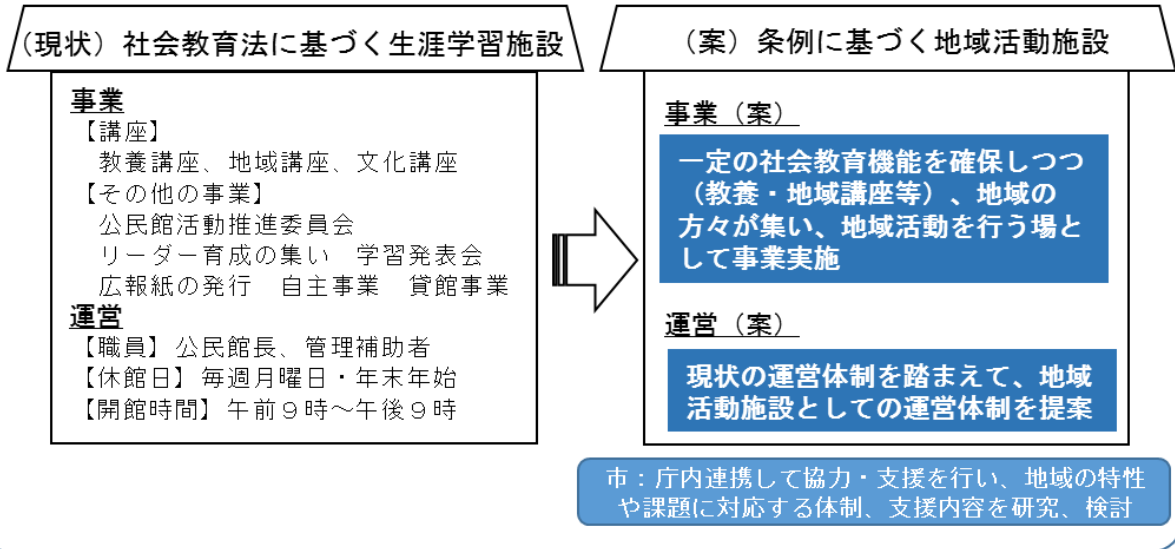 （現状）社会教育法に基づく生涯学習施設
事業
【講座】
教養講座、地域講座、文化講座
【その他の事業】
公民館活動推進委員会
リーダー育成の集い　学習発表会
広報紙の発行　自主事業　貸館事業
運営
【職員】公民館長、管理補助者
【休館日】毎週月曜日・年末年始
【開館時間】午前９時～午後９時
（案）条例に基づく地域活動施設
事業（案）
一定の社会教育機能を確保しつつ
（教養・地域講座等）、地域の
方々が集い、地域活動を行う場と
して事業実施
運営（案）
現状の運営体制を踏まえて、地域
活動施設としての運営体制を提案
市：庁内連携して協力・支援を行い、地域の特性
や課題に対応する体制、支援内容を研究、検討